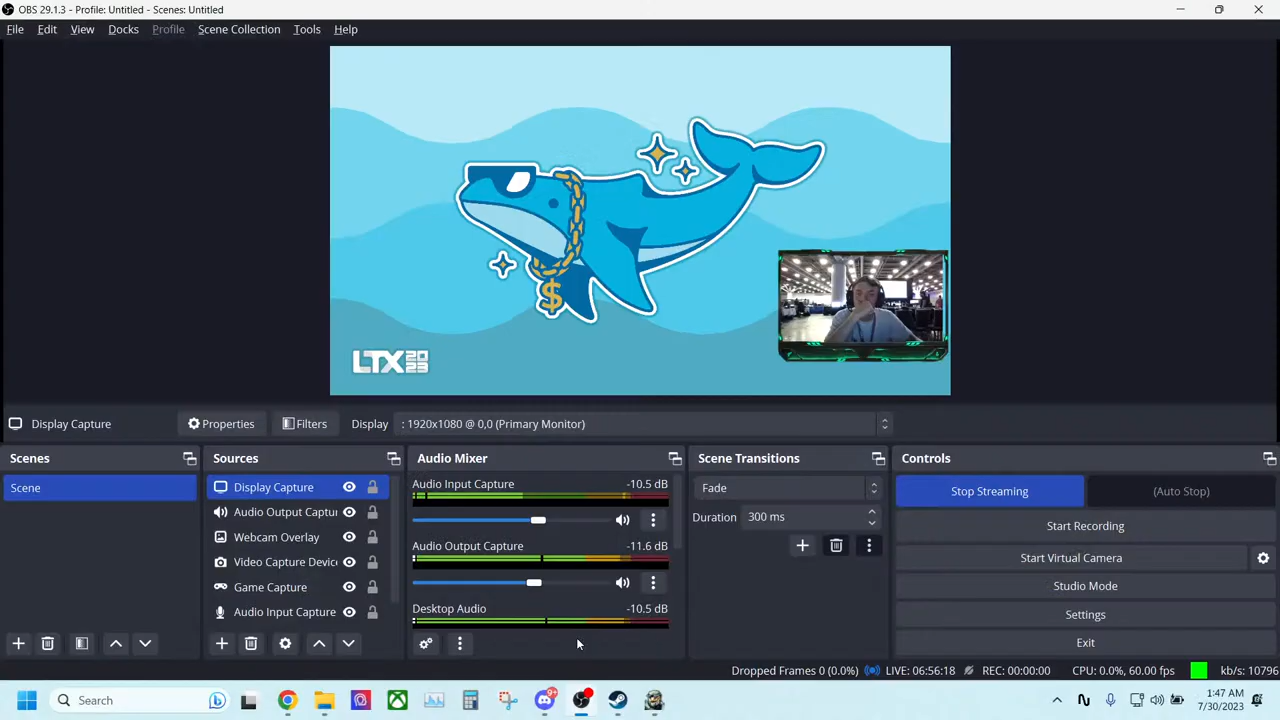 OBS 29.1.3 - Profile: Untitled - Scenes: Untitled
File Edit View Docks Profile Scene Collection Tools Help
$
LTX 2023
Display Capture Properties Filters Display : 1920x1080 @ 0,0 (Primary Monitor)
Scenes
Scene
Sources
Display Capture
Audio Output Captu
Webcam Overlay
Video Capture Devic
Game Capture
Audio Input Capture
Audio Mixer
Audio Input Capture -10.5 dB
Audio Output Capture -11.6 dB
Desktop Audio -10.5 dB
Scene Transitions
Fade
Duration 300 ms
Controls
Stop Streaming (Auto Stop)
Start Recording
Start Virtual Camera
Studio Mode
Settings
Exit
Dropped Frames 0 (0.0%) LIVE: 06:56:18 REC: 00:00:00 CPU: 0.0%, 60.00 fps kb/s: 10796
Search
9+
1:47 AM
7/30/2023